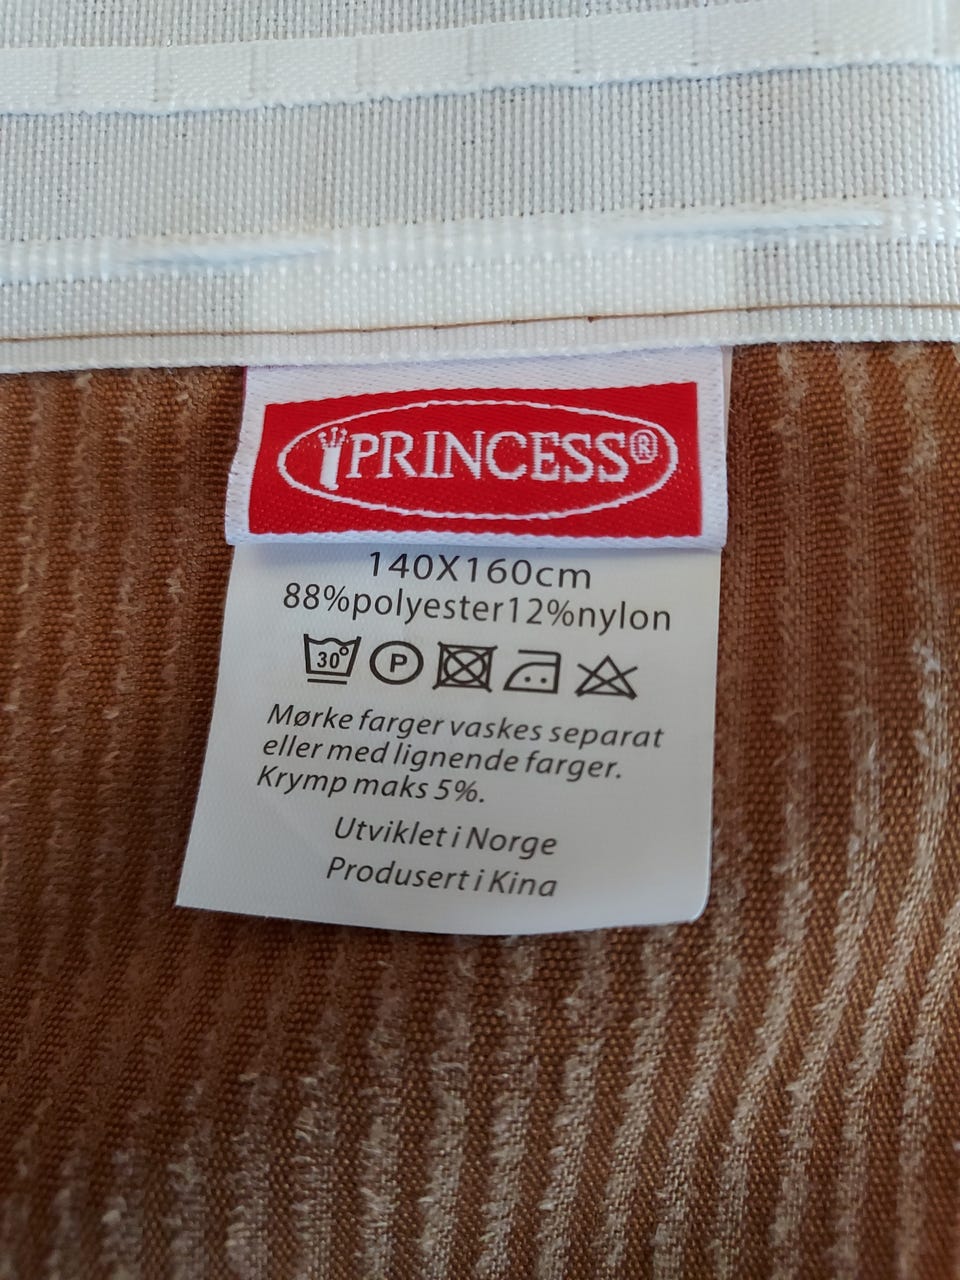 PRINCESS®
140X160cm
88%polyester12%nylon
30° P
Mørke farger vaskes separat
eller med lignende farger.
Krymp maks 5%.
Utviklet i Norge
Produsert i Kina